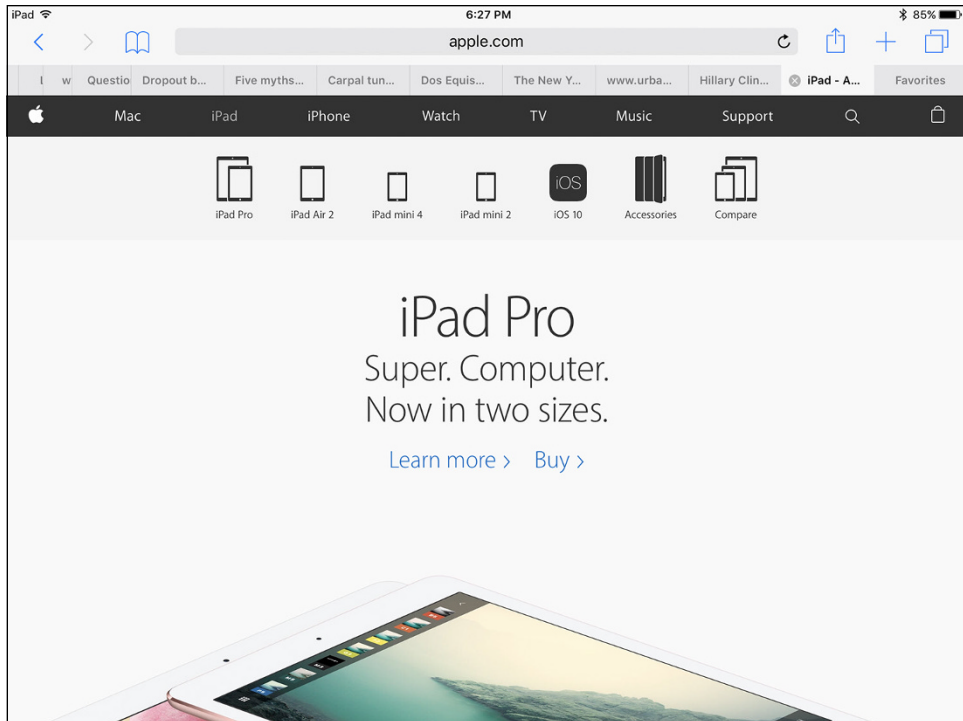 iPad 6:27 PM 85%
apple.com
l w Questio Dropout b... Five myths... Carpal tun... Dos Equis... The New Y... www.urba... Hillary Clin... iPad - A... Favorites
Mac iPad iPhone Watch TV Music Support
iOS
iPad Pro iPad Air 2 iPad mini 4 iPad mini 2 iOS 10 Accessories Compare
iPad Pro
Super. Computer.
Now in two sizes.
Learn more > Buy >